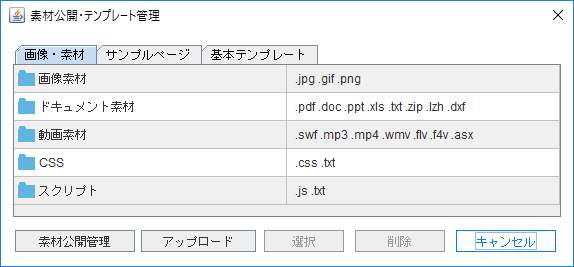 素材公開・テンプレート管理
画像・素材 サンプルページ 基本テンプレート
画像素材 .jpg .gif .png
ドキュメント素材 .pdf .doc .ppt .xls .txt .zip .lzh .dxf
動画素材 .swf .mp3 .mp4 .wmv .flv .f4v .asx
CSS .css .txt
スクリプト .js .txt
素材公開管理 アップロード 選択 削除 キャンセル